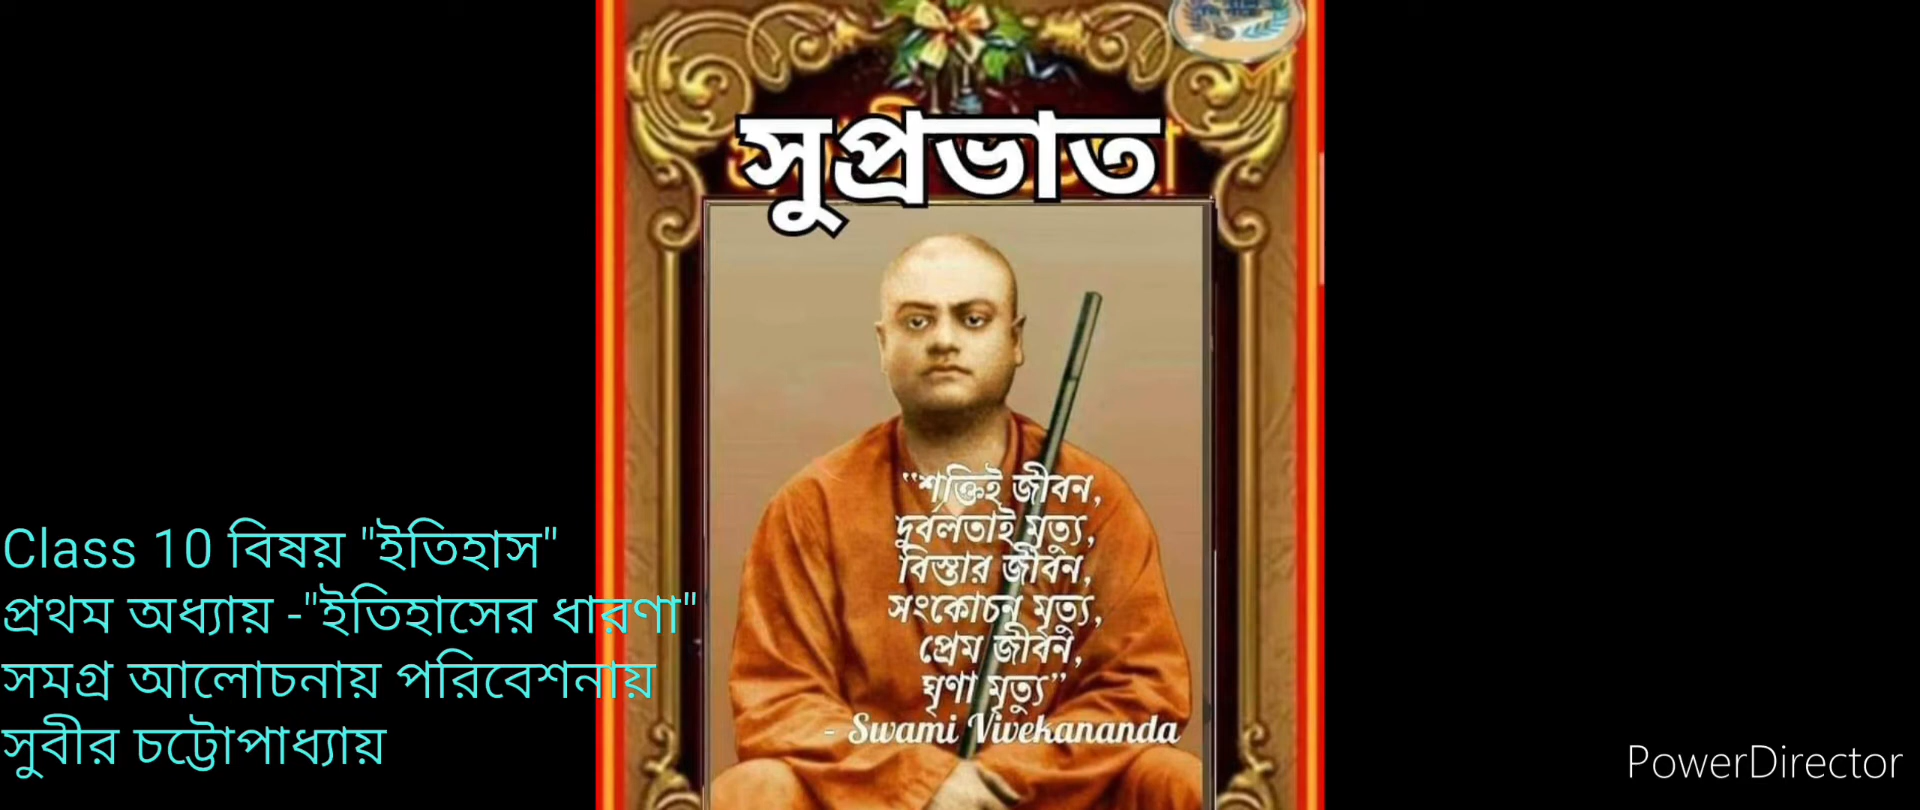 সুপ্রভাত
“শক্তিই জীবন,
দুর্বলতাই মৃত্যু,
বিস্তার জীবন,
সংকোচন মৃত্যু,
প্রেম জীবন,
ঘৃণা মৃত্যু”
- Swami Vivekananda
Class 10 বিষয় "ইতিহাস"
প্রথম অধ্যায় -"ইতিহাসের ধারণা"
সমগ্র আলোচনায় পরিবেশনায়
সুবীর চট্টোপাধ্যায়
PowerDirector